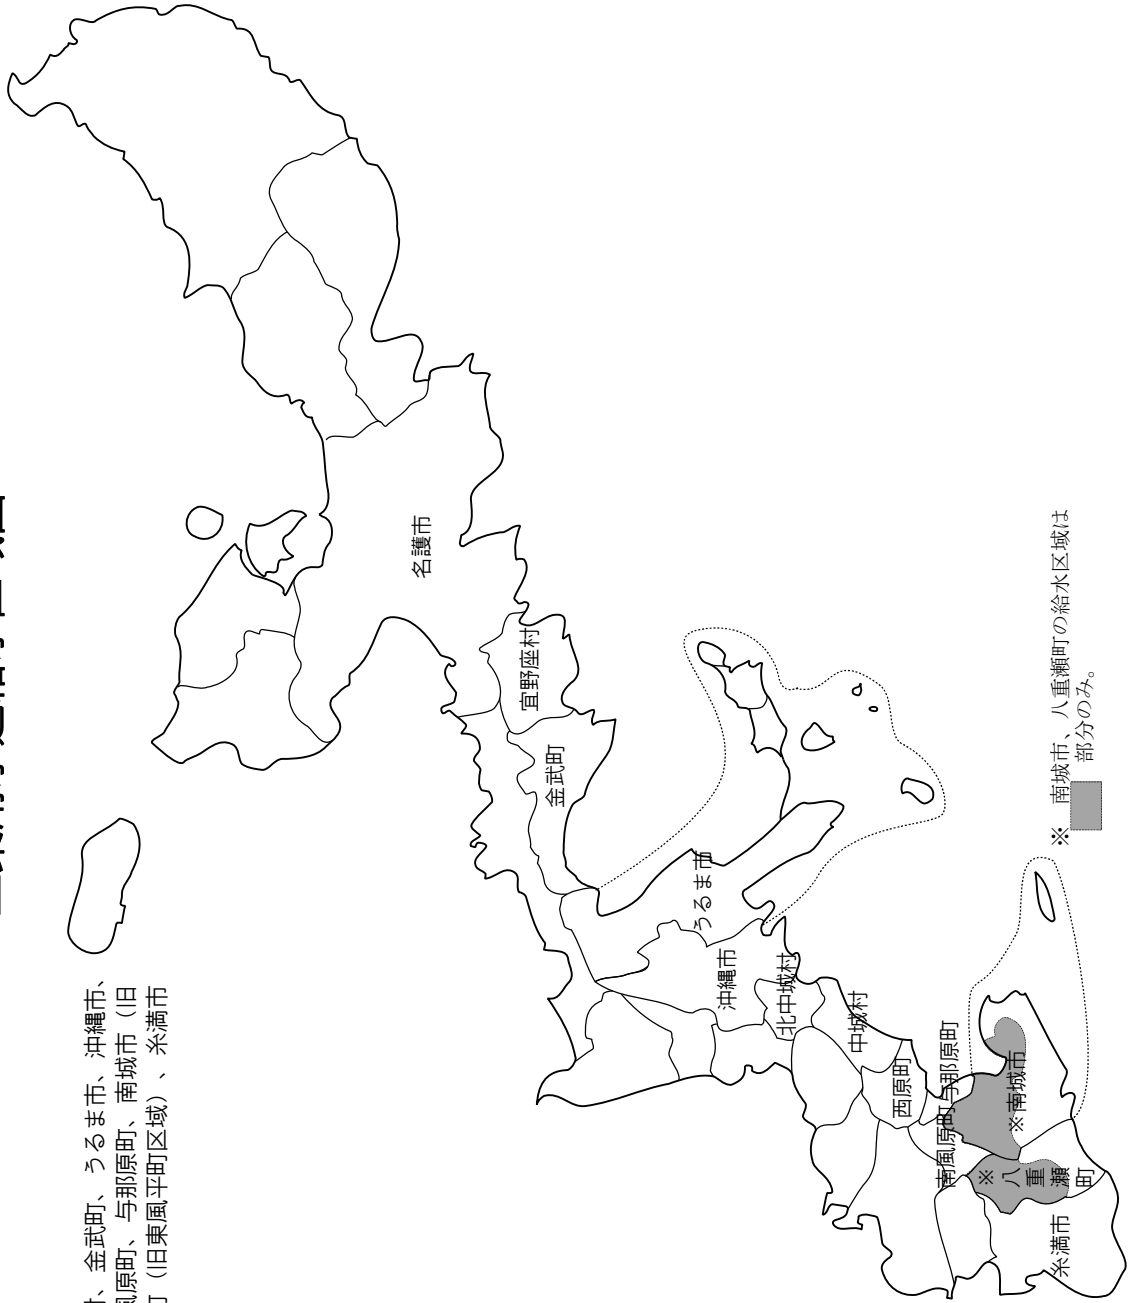 、金武町、うるま市、沖縄市、
風原町、与那原町、南城市（旧
町（旧東風平町区域）、糸満市
名護市
宜野座村
金武町
うるま市
沖縄市
北中城村
中城村
西原町
与那原町
南風原町
※南城市
※八重瀬町
糸満市
※　南城市、八重瀬町の給水区域は
部分のみ。